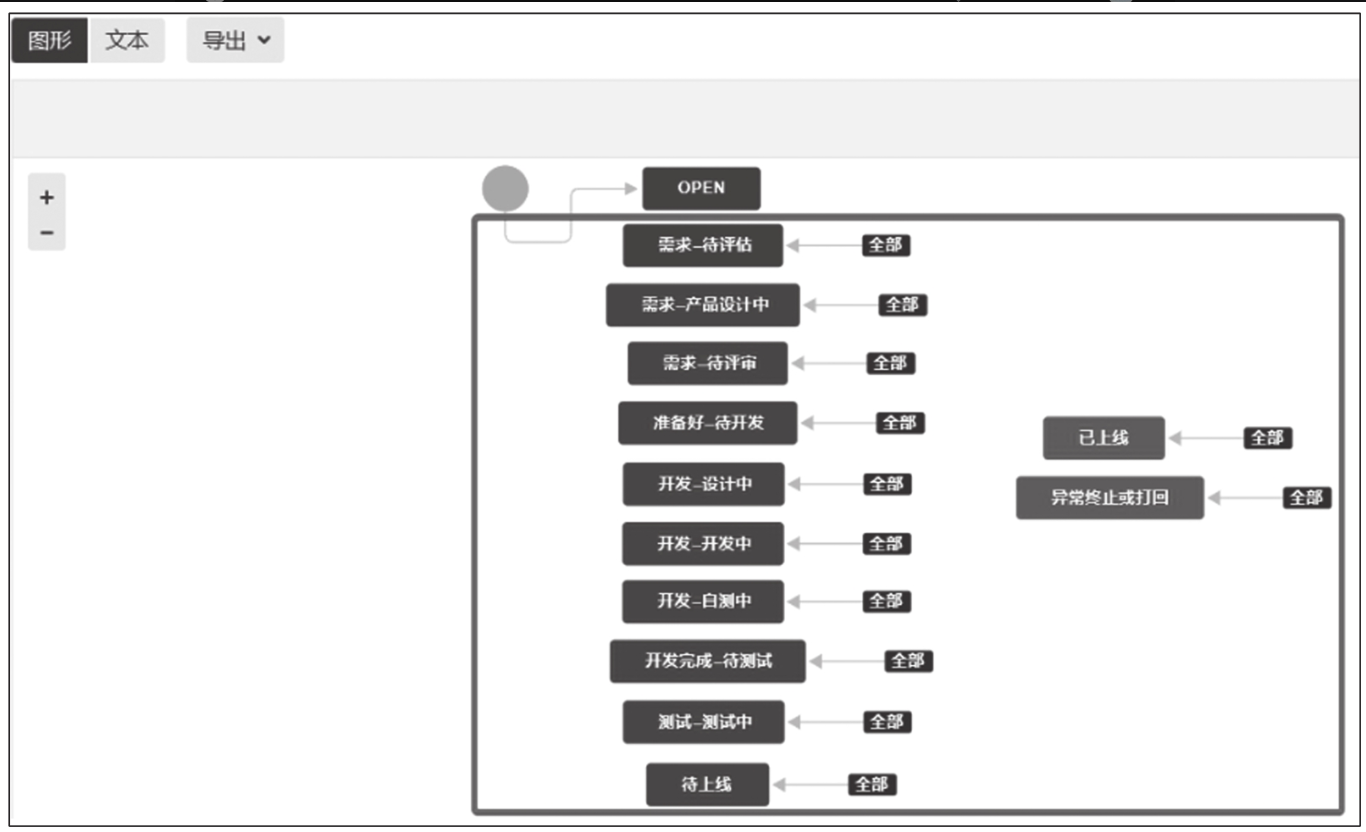 图形 文本 导出
+
−
OPEN
需求–待评估 全部
需求–产品设计中 全部
需求–待评审 全部
准备好–待开发 全部
已上线 全部
开发–设计中 全部
异常终止或打回 全部
开发–开发中 全部
开发–自测中 全部
开发完成–待测试 全部
测试–测试中 全部
待上线 全部